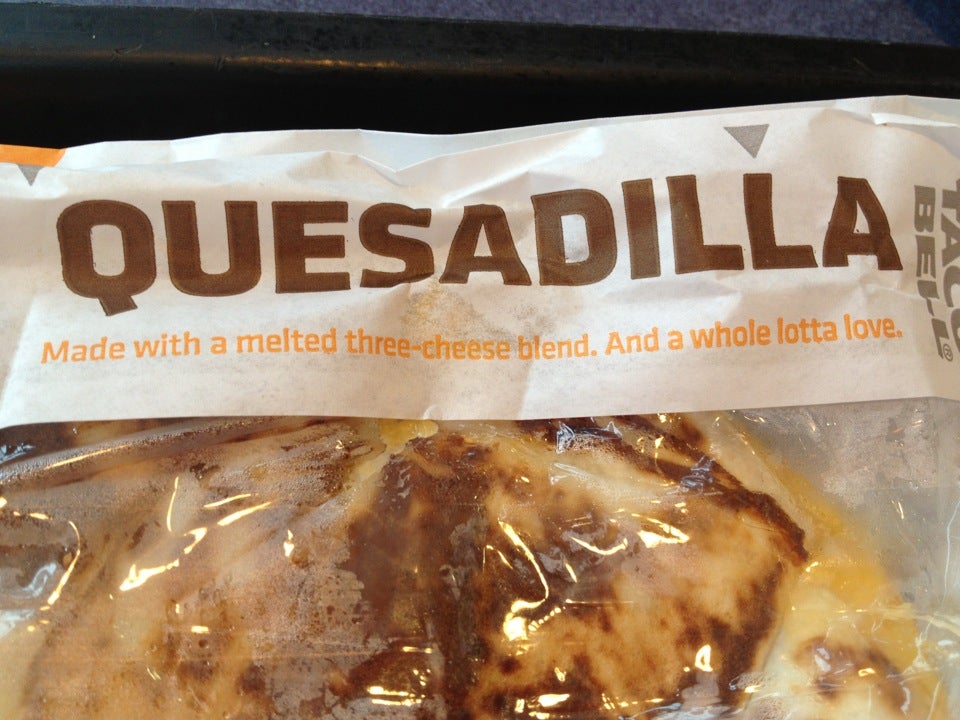 QUESADILLA
Made with a melted three-cheese blend. And a whole lotta love.
TACO
BELL®